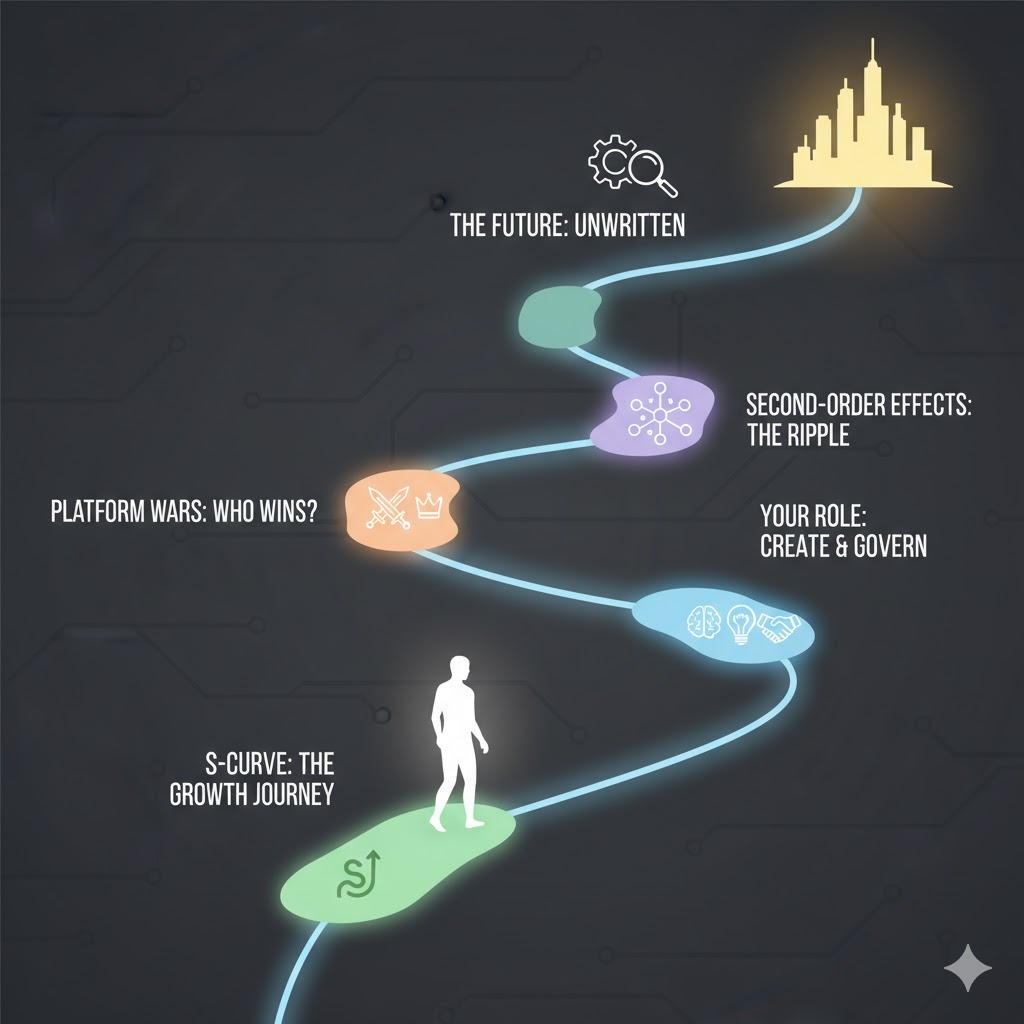 THE FUTURE: UNWRITTEN
SECOND-ORDER EFFECTS:
THE RIPPLE
PLATFORM WARS: WHO WINS?
YOUR ROLE:
CREATE & GOVERN
S-CURVE: THE
GROWTH JOURNEY
S